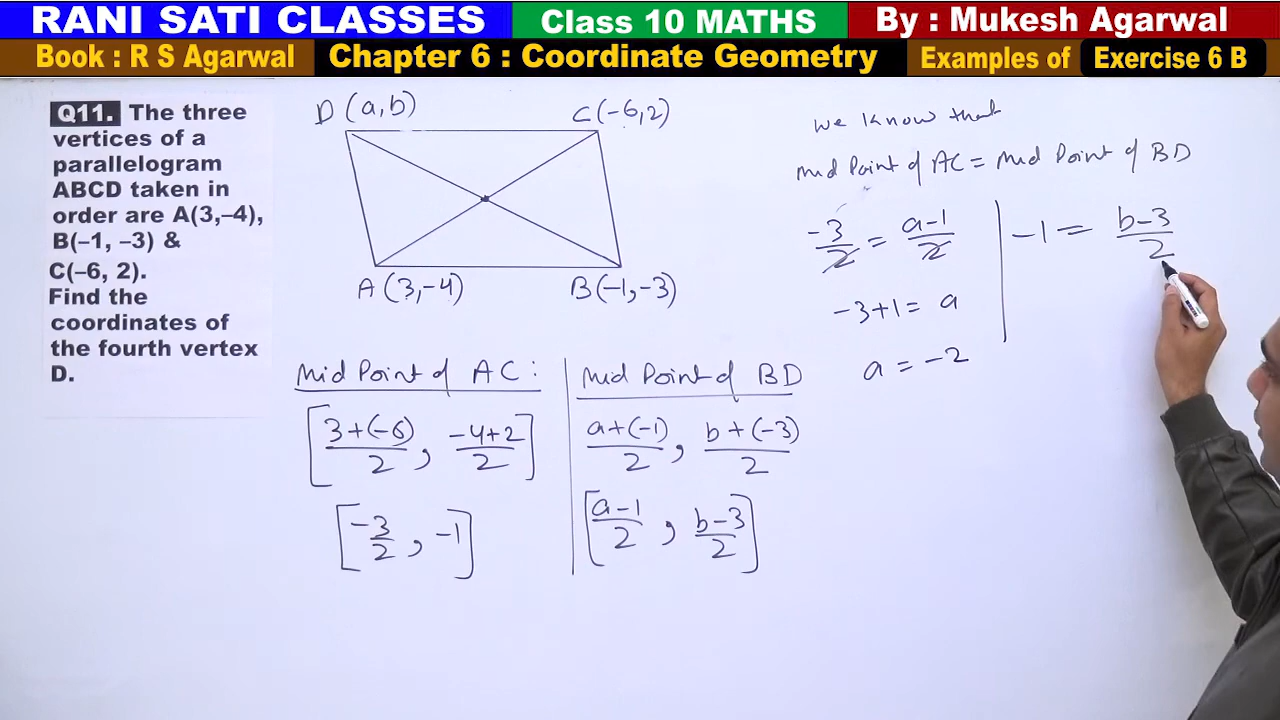 RANI SATI CLASSES Class 10 MATHS By : Mukesh Agarwal
Book : R S Agarwal Chapter 6 : Coordinate Geometry Examples of Exercise 6 B
Q11. The three
vertices of a
parallelogram
ABCD taken in
order are A(3,–4),
B(–1, –3) &
C(–6, 2).
Find the
coordinates of
the fourth vertex
D.
D (a,b) C(-6,2)
A (3,-4) B(-1,-3)
Mid Point of AC :
[3+(-6)/2 , -4+2/2]
[-3/2 , -1]
Mid Point of BD
a+(-1)/2 , b+(-3)/2
[a-1/2 , b-3/2]
We know that
Mid Point of AC = Mid Point of BD
-3/2 = a-1/2
-3+1 = a
a = -2
-1 = b-3/2